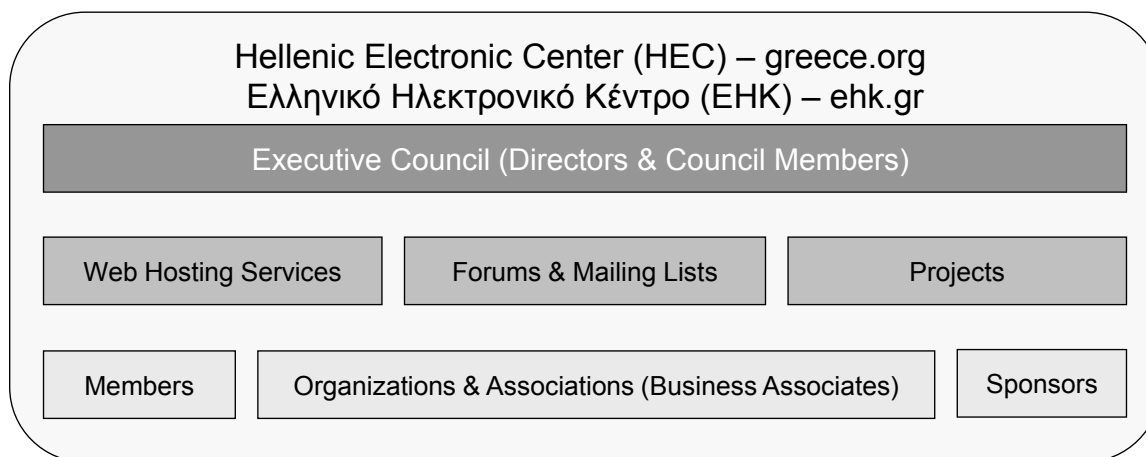 Hellenic Electronic Center (HEC) – greece.org
Ελληνικό Ηλεκτρονικό Κέντρο (ΕΗΚ) – ehk.gr
Executive Council (Directors & Council Members)
Web Hosting Services
Forums & Mailing Lists
Projects
Members
Organizations & Associations (Business Associates)
Sponsors